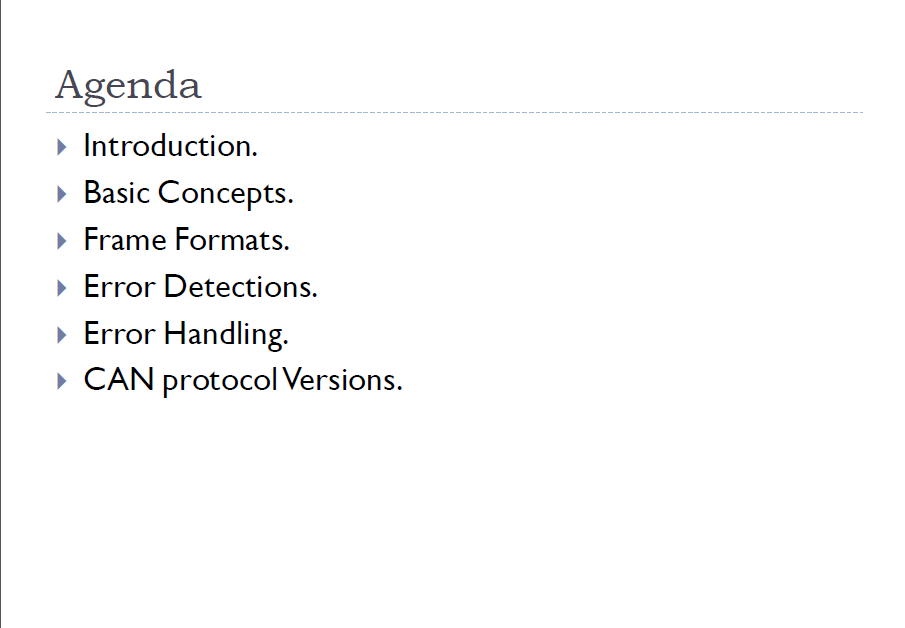 Agenda
Introduction.
Basic Concepts.
Frame Formats.
Error Detections.
Error Handling.
CAN protocol Versions.